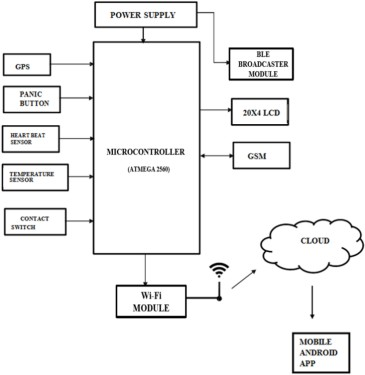 POWER SUPPLY
GPS
PANIC
BUTTON
HEART BEAT
SENSOR
TEMPERATURE
SENSOR
CONTACT
SWITCH
MICROCONTROLLER
(ATMEGA 2560)
BLE
BROADCASTER
MODULE
20X4 LCD
GSM
Wi-Fi
MODULE
CLOUD
MOBILE
ANDROID
APP